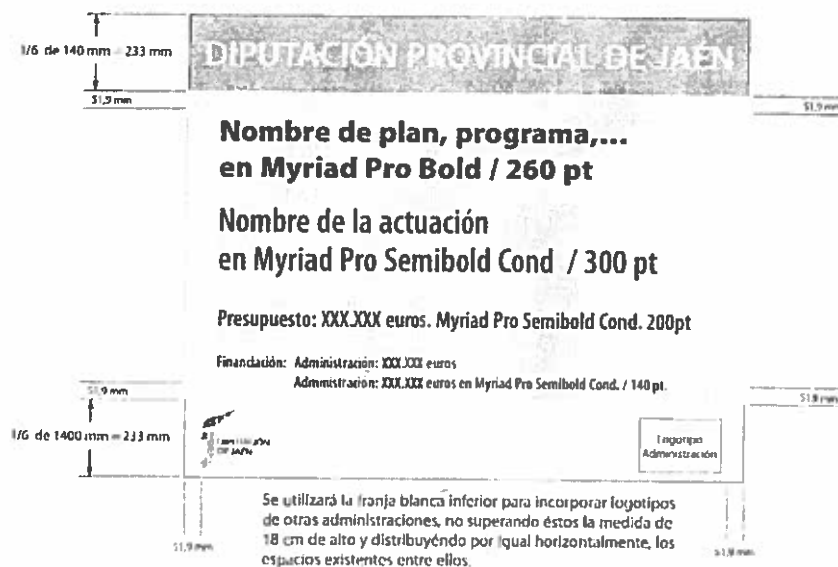 1/6 de 140 mm = 233 mm
DIPUTACIÓN PROVINCIAL DE JAÉN
51,9 mm
51,9 mm
Nombre de plan, programa,...
en Myriad Pro Bold / 260 pt
Nombre de la actuación
en Myriad Pro Semibold Cond / 300 pt
Presupuesto: XXX.XXX euros. Myriad Pro Semibold Cond. 200pt
Financiación: Administración: XXX.XXX euros
Administración: XXX.XXX euros en Myriad Pro Semibold Cond. / 140 pt.
51,9 mm
51,9 mm
1/6 de 1400 mm = 233 mm
DIPUTACIÓN
DE JAÉN
Logotipo
Administración
Se utilizará la franja blanca inferior para incorporar logotipos
de otras administraciones, no superando éstos la medida de
18 cm de alto y distribuyéndo por igual horizontalmente, los
espacios existentes entre ellos.
51,9 mm
51,9 mm